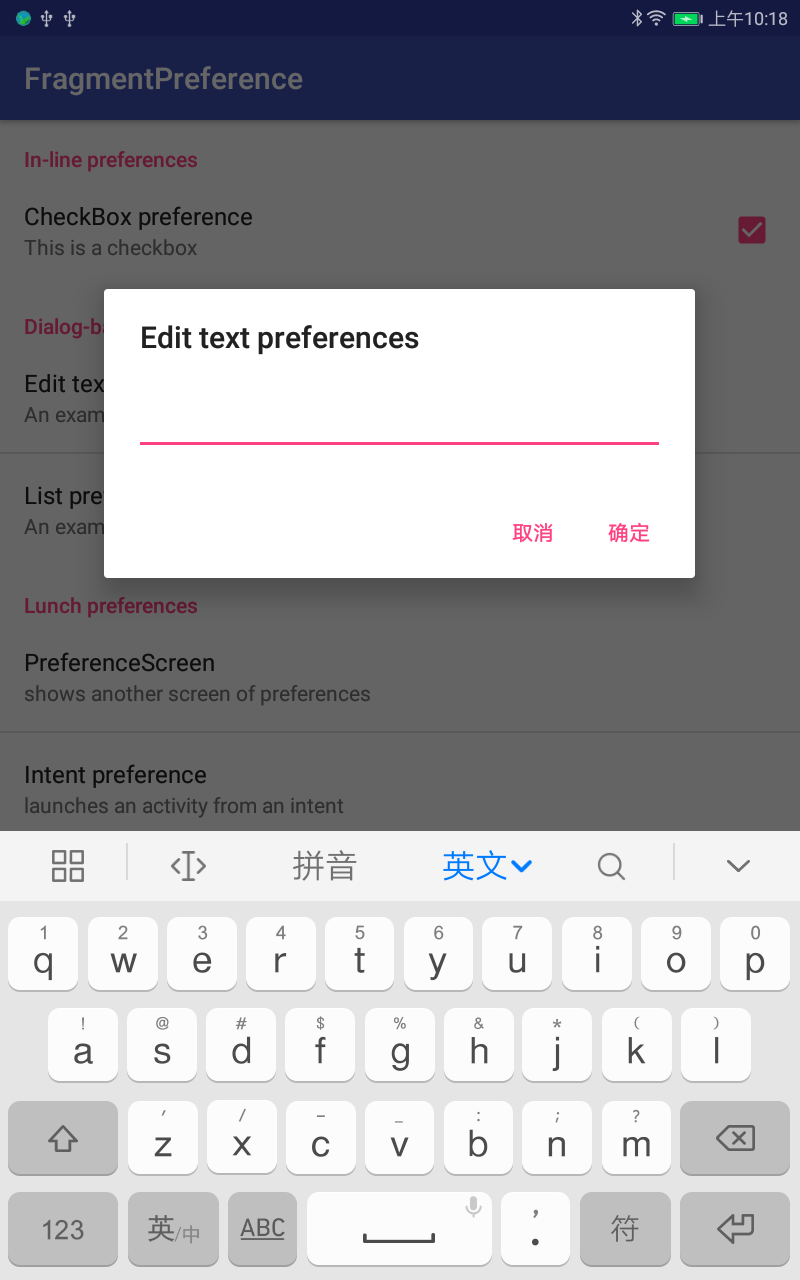 上午10:18
FragmentPreference
In-line preferences
CheckBox preference
This is a checkbox
Dialog-ba
Edit tex
An exam
Edit text preferences
取消 确定
List pre
An exam
Lunch preferences
PreferenceScreen
shows another screen of preferences
Intent preference
launches an activity from an intent
拼音 英文
1 2 3 4 5 6 7 8 9 0
q w e r t y u i o p
! @ # $ % & * ( )
a s d f g h j k l
' / - _ : ; ?
z x c v b n m
123 英/中 ABC , . 符